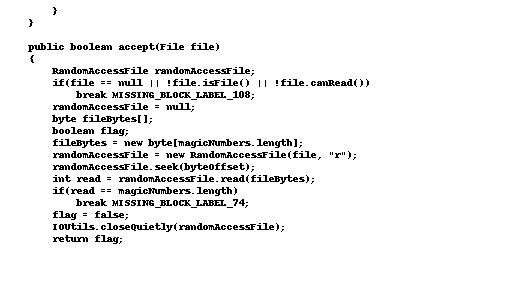 }
}
public boolean accept(File file)
{
RandomAccessFile randomAccessFile;
if(file == null || !file.isFile() || !file.canRead())
break MISSING_BLOCK_LABEL_108;
randomAccessFile = null;
byte fileBytes[];
boolean flag;
fileBytes = new byte[magicNumbers.length];
randomAccessFile = new RandomAccessFile(file, "r");
randomAccessFile.seek(byteOffset);
int read = randomAccessFile.read(fileBytes);
if(read == magicNumbers.length)
break MISSING_BLOCK_LABEL_74;
flag = false;
IOUtils.closeQuietly(randomAccessFile);
return flag;